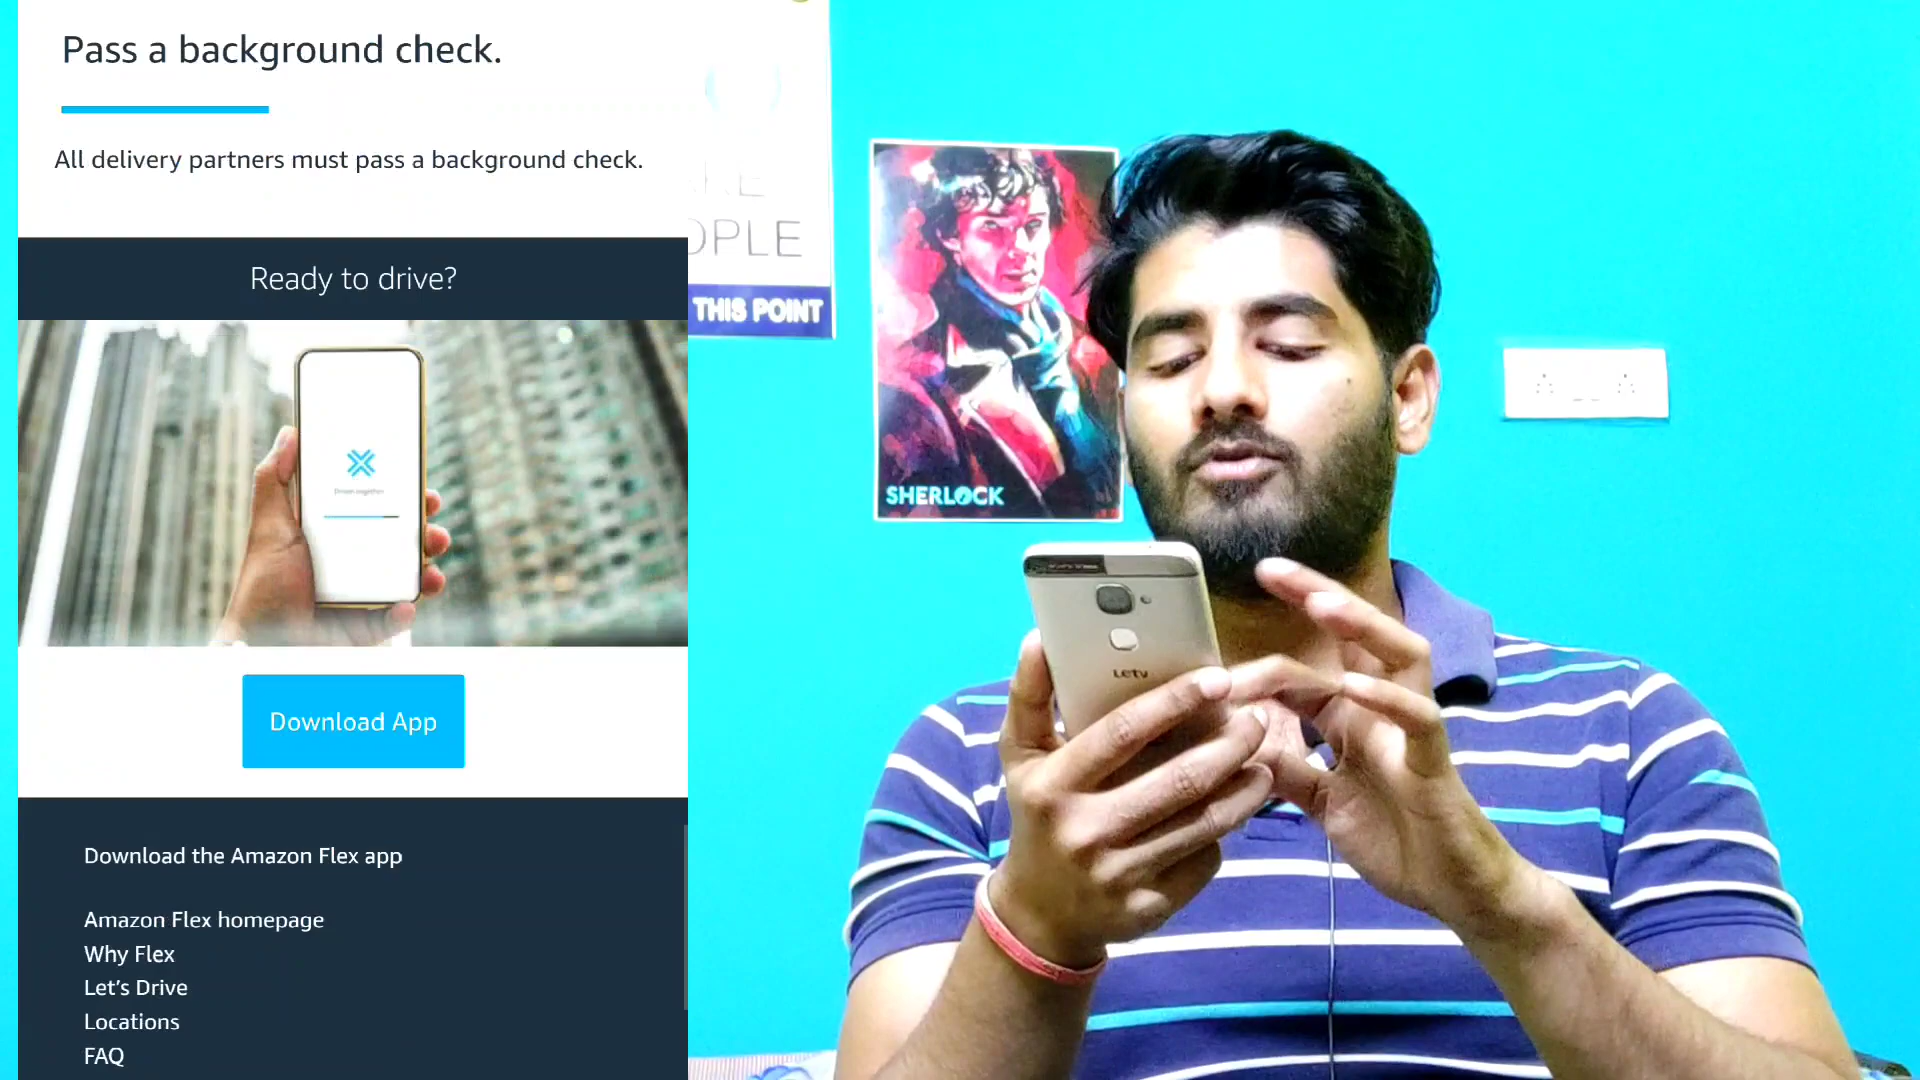 Pass a background check.
All delivery partners must pass a background check.
OPLE
THIS POINT
Ready to drive?
SHERLOCK
Download App
LeTV
Download the Amazon Flex app
Amazon Flex homepage
Why Flex
Let's Drive
Locations
FAQ